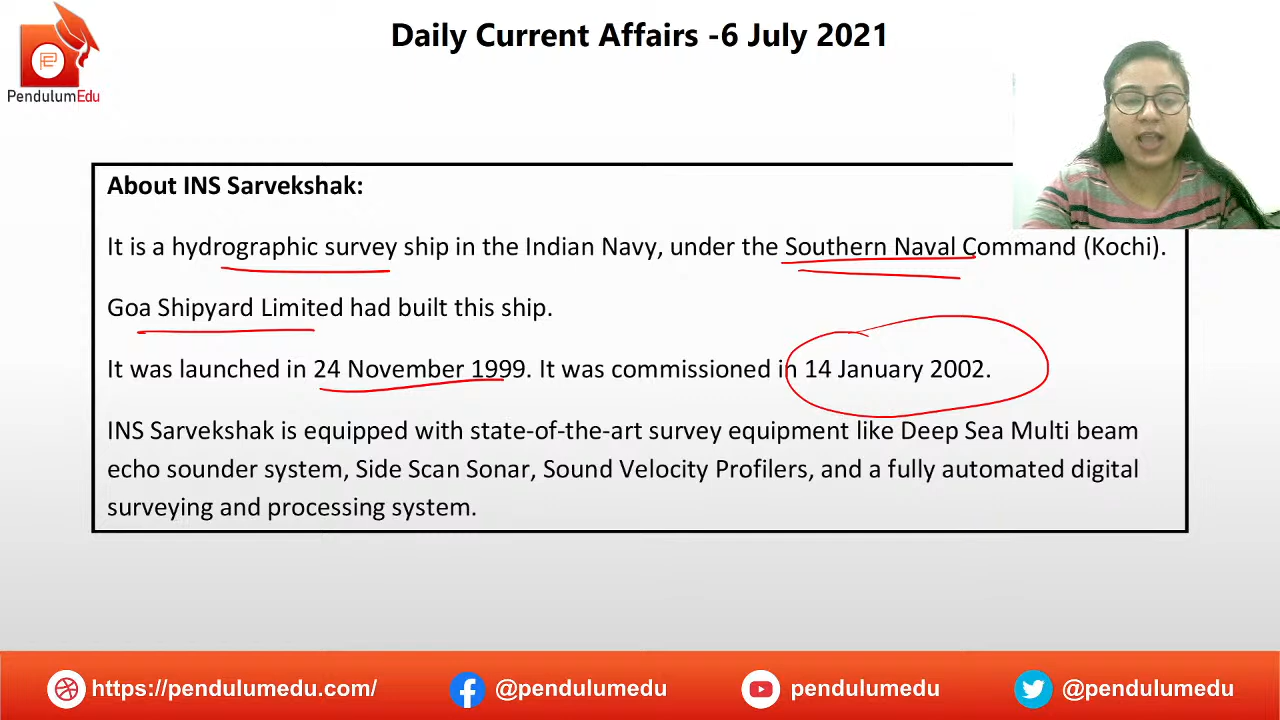 Daily Current Affairs -6 July 2021
PendulumEdu
About INS Sarvekshak:
It is a hydrographic survey ship in the Indian Navy, under the Southern Naval Command (Kochi).
Goa Shipyard Limited had built this ship.
It was launched in 24 November 1999. It was commissioned in 14 January 2002.
INS Sarvekshak is equipped with state-of-the-art survey equipment like Deep Sea Multi beam
echo sounder system, Side Scan Sonar, Sound Velocity Profilers, and a fully automated digital
surveying and processing system.
https://pendulumedu.com/ @pendulumedu pendulumedu @pendulumedu